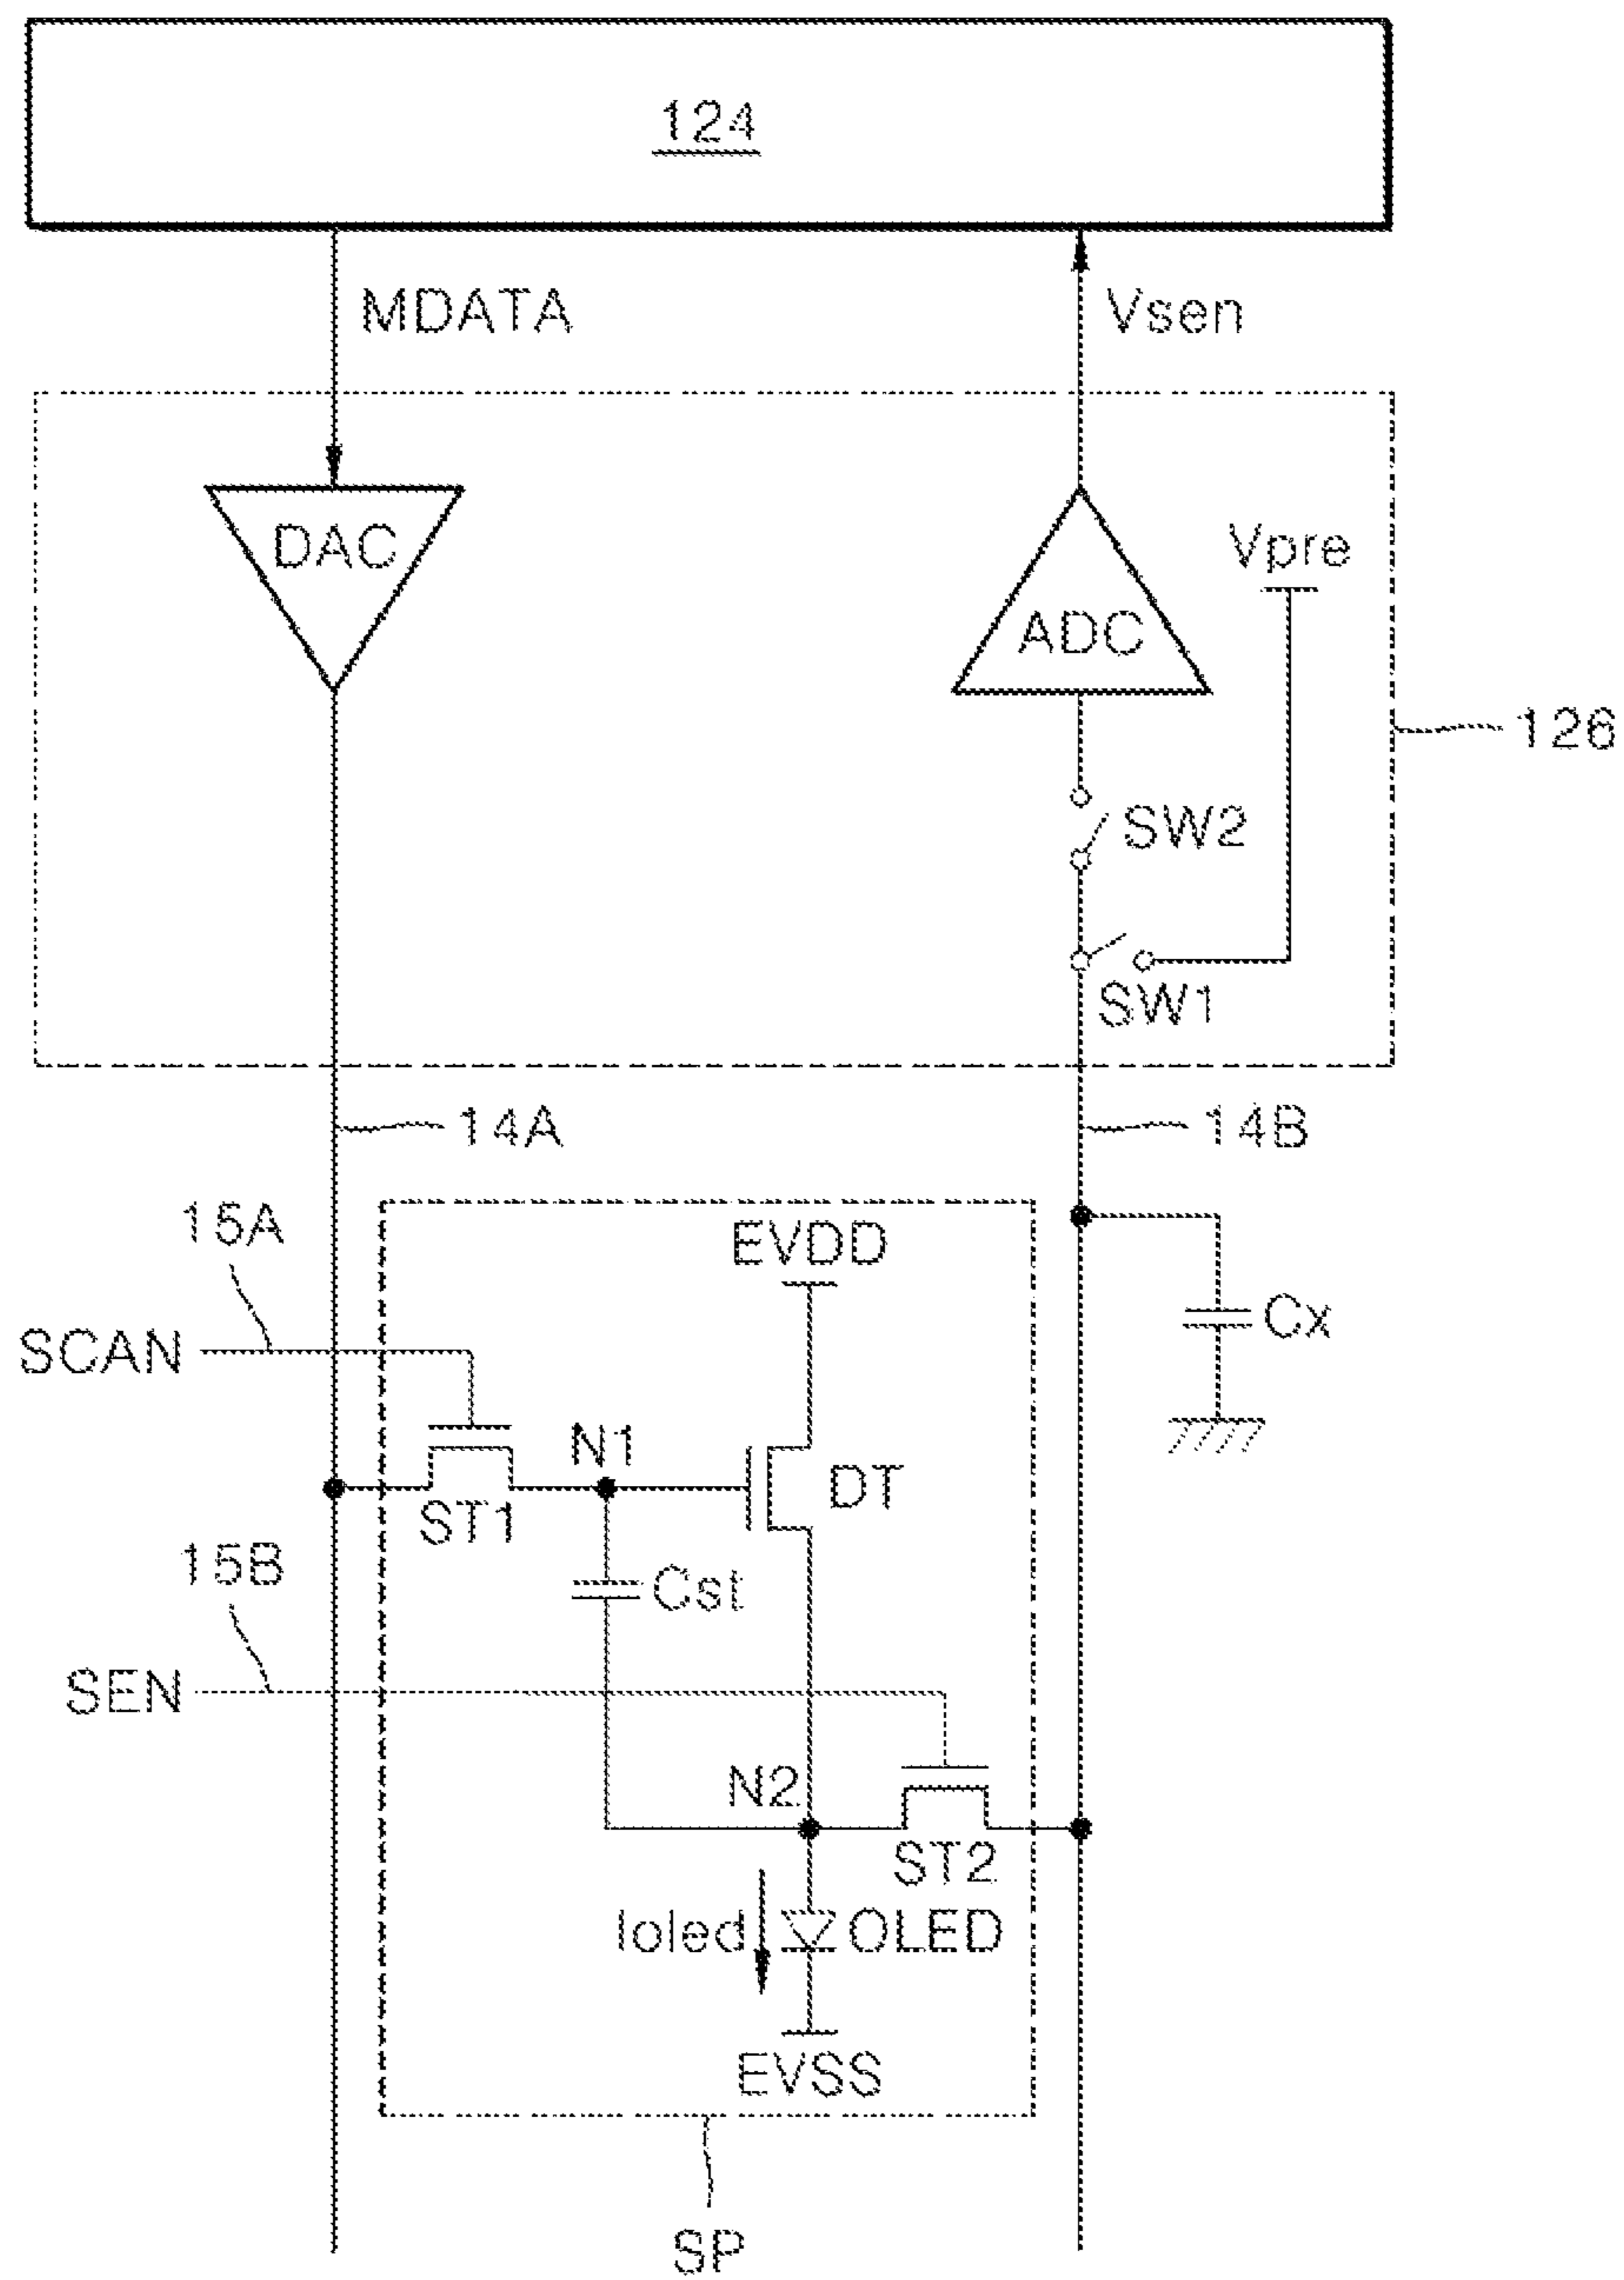 124
MDATA
Vsen
DAC
Vpre
ADC
126
SW2
SW1
14A
14B
15A
EVDD
Cx
SCAN
N1
DT
ST1
15B
Cst
SEN
N2
ST2
Ioled
OLED
EVSS
SP